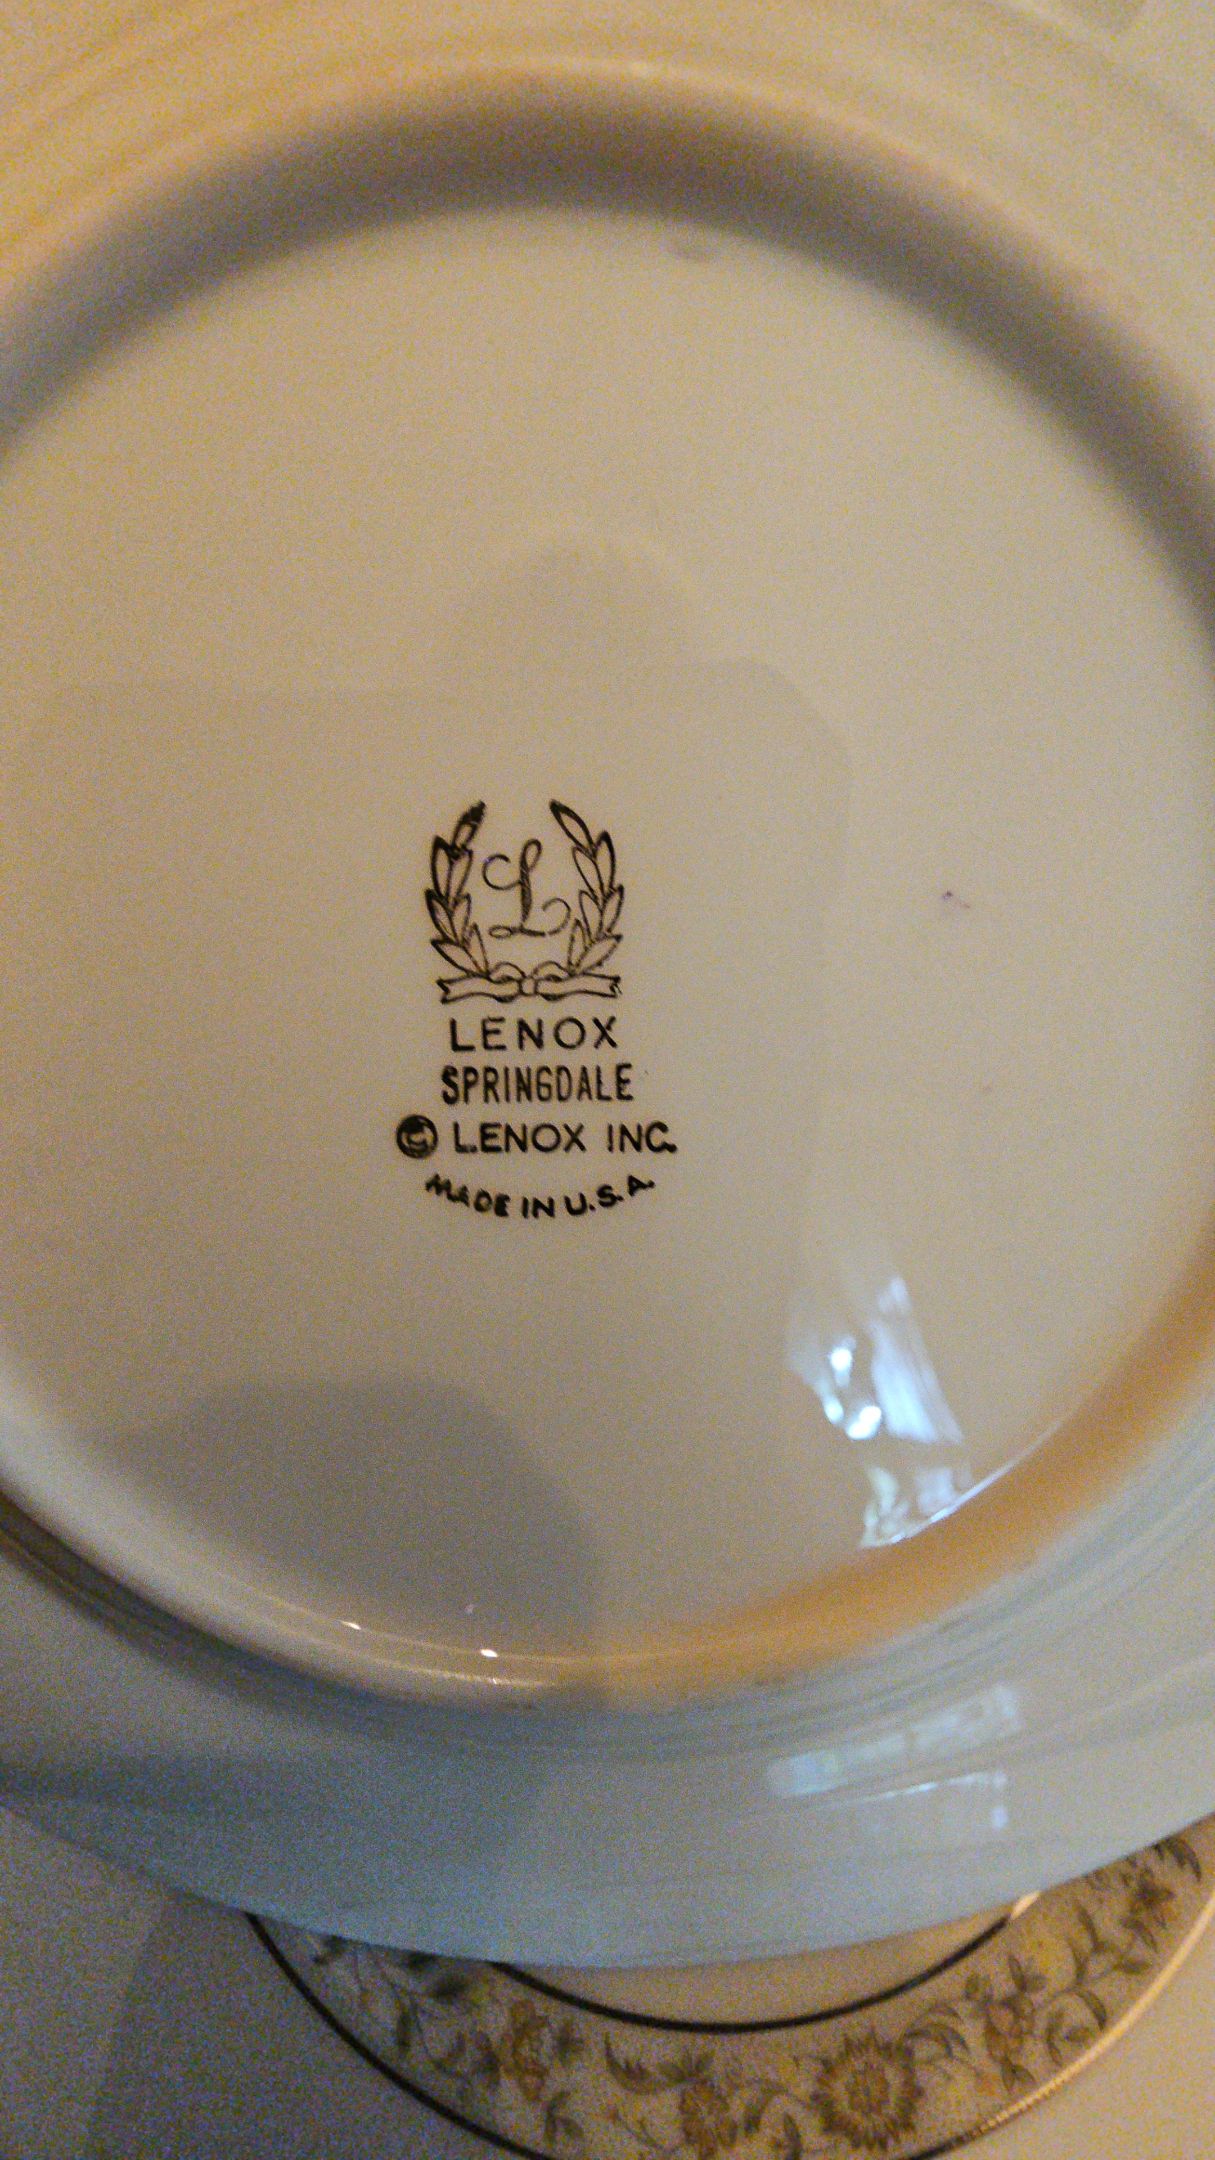 L
LENOX
SPRINGDALE
© LENOX INC.
MADE IN U.S.A.